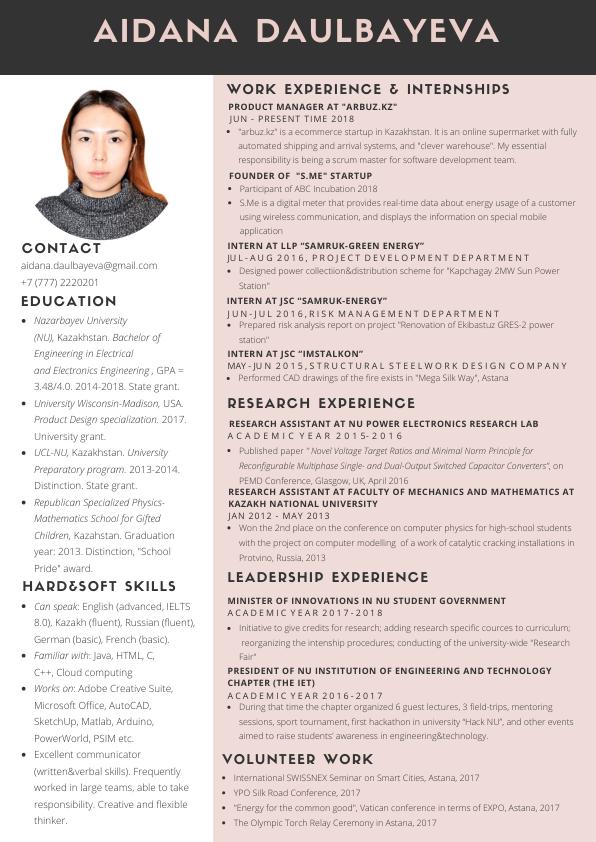 AIDANA DAULBAYEVA
CONTACT
aidana.daulbayeva@gmail.com
+7 (777) 2220201
EDUCATION
Nazarbayev University
(NU), Kazakhstan. Bachelor of
Engineering in Electrical
and Electronics Engineering , GPA =
3.48/4.0. 2014-2018. State grant.
University Wisconsin-Madison, USA.
Product Design specialization. 2017.
University grant.
UCL-NU, Kazakhstan. University
Preparatory program. 2013-2014.
Distinction. State grant.
Republican Specialized Physics-
Mathematics School for Gifted
Children, Kazakhstan. Graduation
year: 2013. Distinction, "School
Pride" award.
HARD&SOFT SKILLS
Can speak: English (advanced, IELTS
8.0), Kazakh (fluent), Russian (fluent),
German (basic), French (basic).
Familiar with: Java, HTML, C,
C++, Cloud computing
Works on: Adobe Creative Suite,
Microsoft Office, AutoCAD,
SketchUp, Matlab, Arduino,
PowerWorld, PSIM etc.
Excellent communicator
(written&verbal skills). Frequently
worked in large teams, able to take
responsibility. Creative and flexible
thinker.
WORK EXPERIENCE & INTERNSHIPS
PRODUCT MANAGER AT "ARBUZ.KZ"
JUN - PRESENT TIME 2018
"arbuz.kz" is a ecommerce startup in Kazakhstan. It is an online supermarket with fully
automated shipping and arrival systems, and "clever warehouse". My essential
responsibility is being a scrum master for software development team.
FOUNDER OF "S.ME" STARTUP
Participant of ABC Incubation 2018
S.Me is a digital meter that provides real-time data about energy usage of a customer
using wireless communication, and displays the information on special mobile
application
INTERN AT LLP "SAMRUK-GREEN ENERGY"
JUL-AUG 2016, PROJECT DEVELOPMENT DEPARTMENT
Designed power collectiion&distribution scheme for "Kapchagay 2MW Sun Power
Station"
INTERN AT JSC "SAMRUK-ENERGY"
JUN-JUL 2016, RISK MANAGEMENT DEPARTMENT
Prepared risk analysis report on project "Renovation of Ekibastuz GRES-2 power
station"
INTERN AT JSC "IMSTALKON"
MAY-JUN 2015, STRUCTURAL STEELWORK DESIGN COMPANY
Performed CAD drawings of the fire exists in "Mega Silk Way", Astana
RESEARCH EXPERIENCE
RESEARCH ASSISTANT AT NU POWER ELECTRONICS RESEARCH LAB
ACADEMIC YEAR 2015-2016
Published paper " Novel Voltage Target Ratios and Minimal Norm Principle for
Reconfigurable Multiphase Single- and Dual-Output Switched Capacitor Converters", on
PEMD Conference, Glasgow, UK, April 2016
RESEARCH ASSISTANT AT FACULTY OF MECHANICS AND MATHEMATICS AT
KAZAKH NATIONAL UNIVERSITY
JAN 2012 - MAY 2013
Won the 2nd place on the conference on computer physics for high-school students
with the project on computer modelling of a work of catalytic cracking installations in
Protvino, Russia, 2013
LEADERSHIP EXPERIENCE
MINISTER OF INNOVATIONS IN NU STUDENT GOVERNMENT
ACADEMIC YEAR 2017-2018
Initiative to give credits for research; adding research specific cources to curriculum;
reorganizing the intenship procedures; conducting of the university-wide "Research
Fair"
PRESIDENT OF NU INSTITUTION OF ENGINEERING AND TECHNOLOGY
CHAPTER (THE IET)
ACADEMIC YEAR 2016-2017
During that time the chapter organized 6 guest lectures, 3 field-trips, mentoring
sessions, sport tournament, first hackathon in university "Hack NU", and other events
aimed to raise students' awareness in engineering&technology.
VOLUNTEER WORK
International SWISSNEX Seminar on Smart Cities, Astana, 2017
YPO Silk Road Conference, 2017
"Energy for the common good", Vatican conference in terms of EXPO, Astana, 2017
The Olympic Torch Relay Ceremony in Astana, 2017